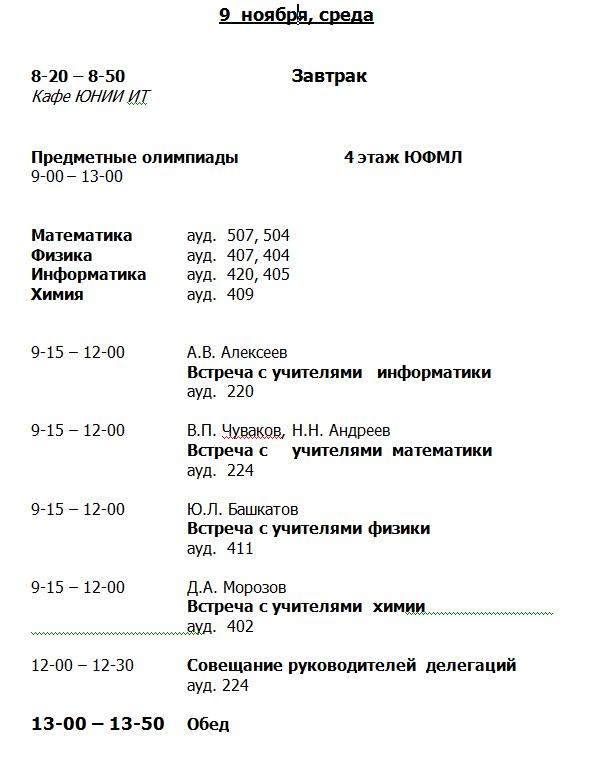 9 ноября, среда
8-20 – 8-50 Завтрак
Кафе ЮНИИ ИТ
Предметные олимпиады 4 этаж ЮФМЛ
9-00 – 13-00
Математика ауд. 507, 504
Физика ауд. 407, 404
Информатика ауд. 420, 405
Химия ауд. 409
9-15 – 12-00 А.В. Алексеев
Встреча с учителями информатики
ауд. 220
9-15 – 12-00 В.П. Чуваков, Н.Н. Андреев
Встреча с учителями математики
ауд. 224
9-15 – 12-00 Ю.Л. Башкатов
Встреча с учителями физики
ауд. 411
9-15 – 12-00 Д.А. Морозов
Встреча с учителями химии
ауд. 402
12-00 – 12-30 Совещание руководителей делегаций
ауд. 224
13-00 – 13-50 Обед